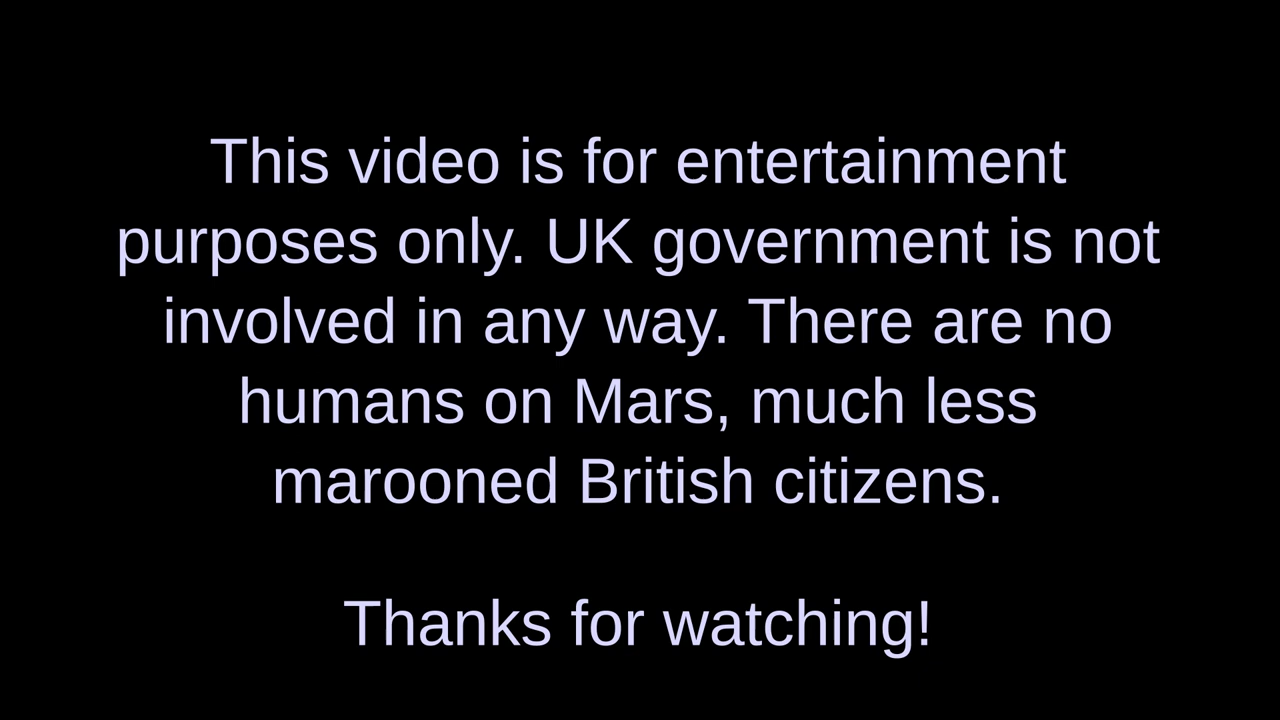 This video is for entertainment
purposes only. UK government is not
involved in any way. There are no
humans on Mars, much less
marooned British citizens.
Thanks for watching!